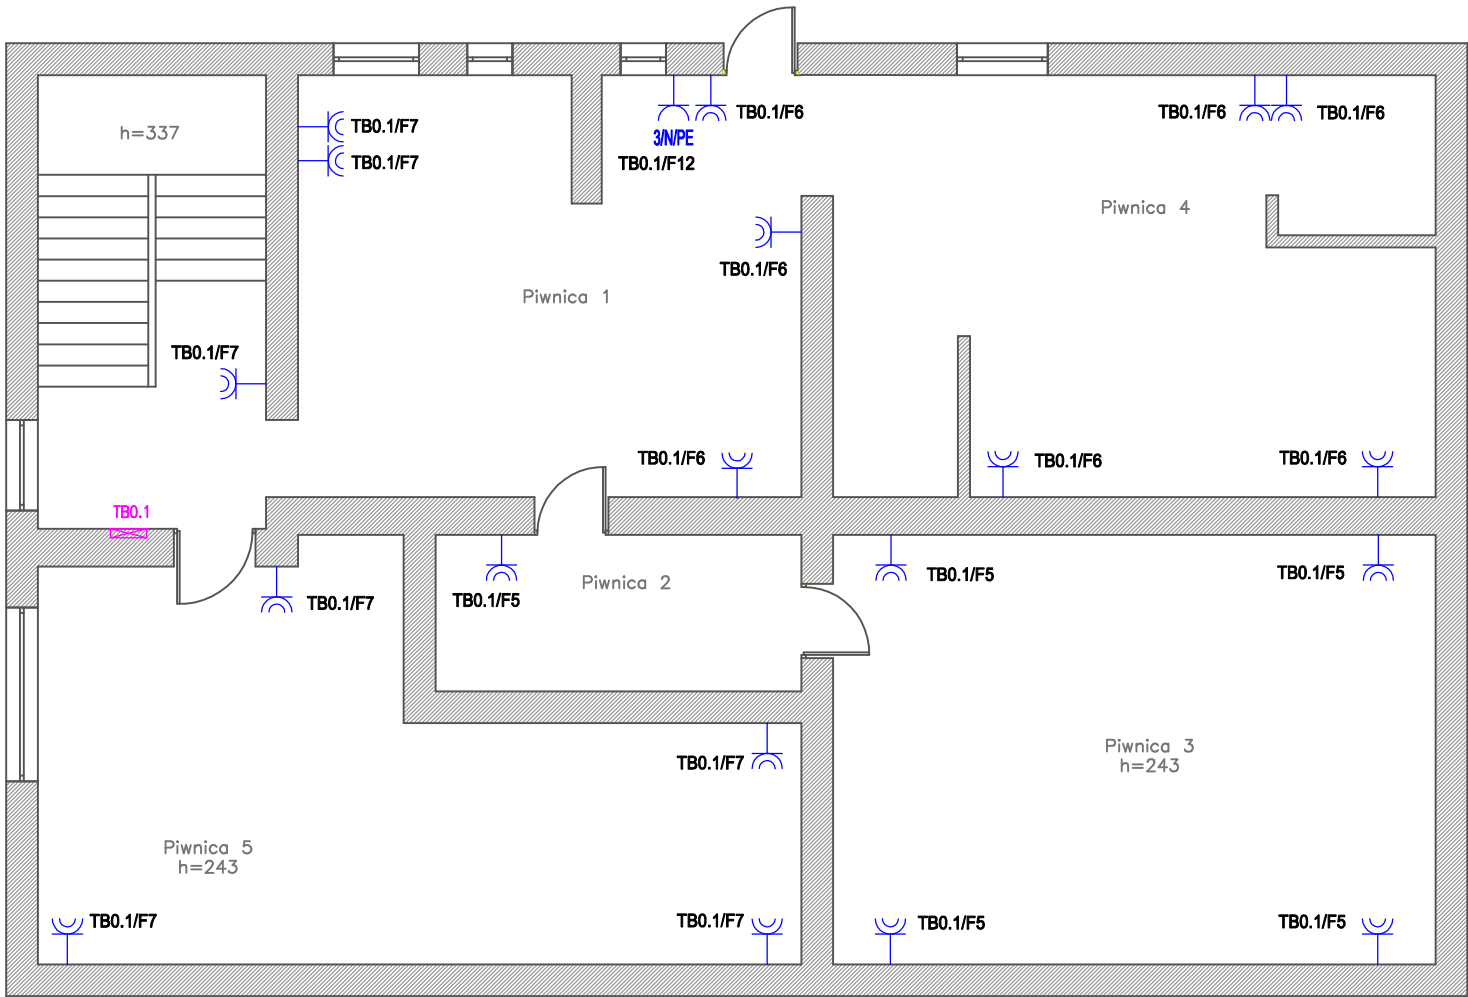 h=337
TB0.1/F7
TB0.1/F7
TB0.1/F6
3/N/PE
TB0.1/F12
TB0.1/F6
TB0.1/F6
Piwnica 4
TB0.1/F6
Piwnica 1
TB0.1/F7
TB0.1/F6
TB0.1/F6
TB0.1/F6
TB0.1
TB0.1/F7
TB0.1/F5
Piwnica 2
TB0.1/F5
TB0.1/F5
Piwnica 3
h=243
TB0.1/F7
Piwnica 5
h=243
TB0.1/F7
TB0.1/F7
TB0.1/F5
TB0.1/F5